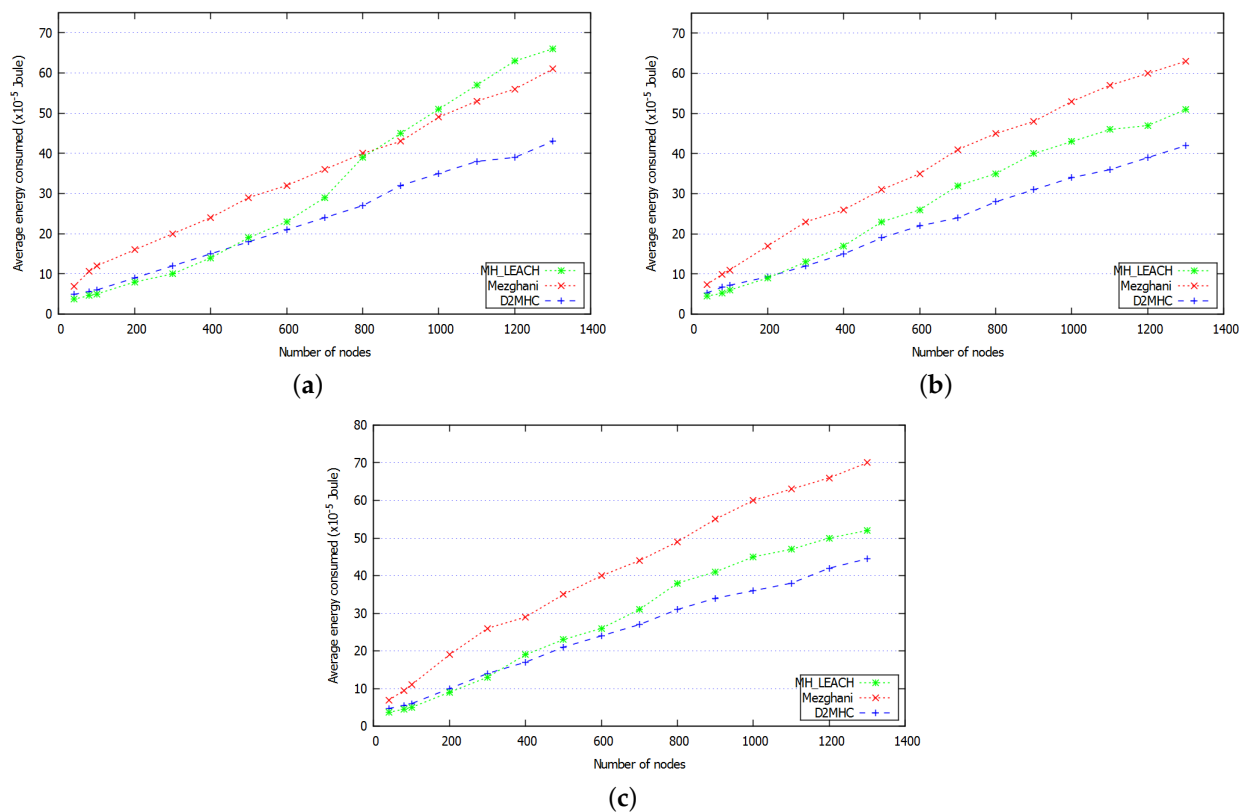 Average energy consumed (x10⁻⁵ Joule)
70
60
50
40
30
20
10
0
MH_LEACH
Mezghani
D2MHC
0 200 400 600 800 1000 1200 1400
Number of nodes
(a)
Average energy consumed (x10⁻⁵ Joule)
70
60
50
40
30
20
10
0
MH_LEACH
Mezghani
D2MHC
0 200 400 600 800 1000 1200 1400
Number of nodes
(b)
Average energy consumed (x10⁻⁵ Joule)
80
70
60
50
40
30
20
10
0
MH_LEACH
Mezghani
D2MHC
0 200 400 600 800 1000 1200 1400
Number of nodes
(c)